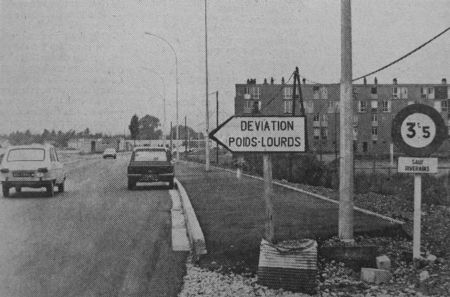 DEVIATION
POIDS-LOURDS
3t5
SAUF
RIVERAINS